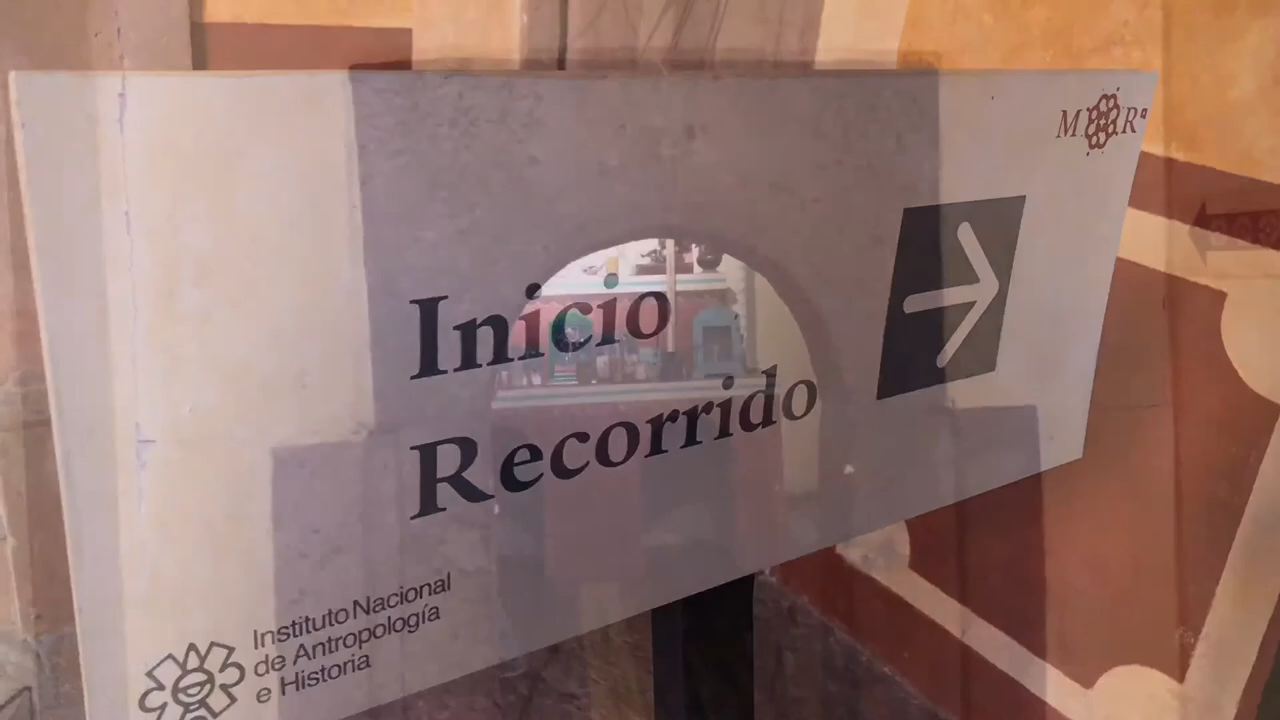 Inicio
Recorrido
Instituto Nacional
de Antropología
e Historia